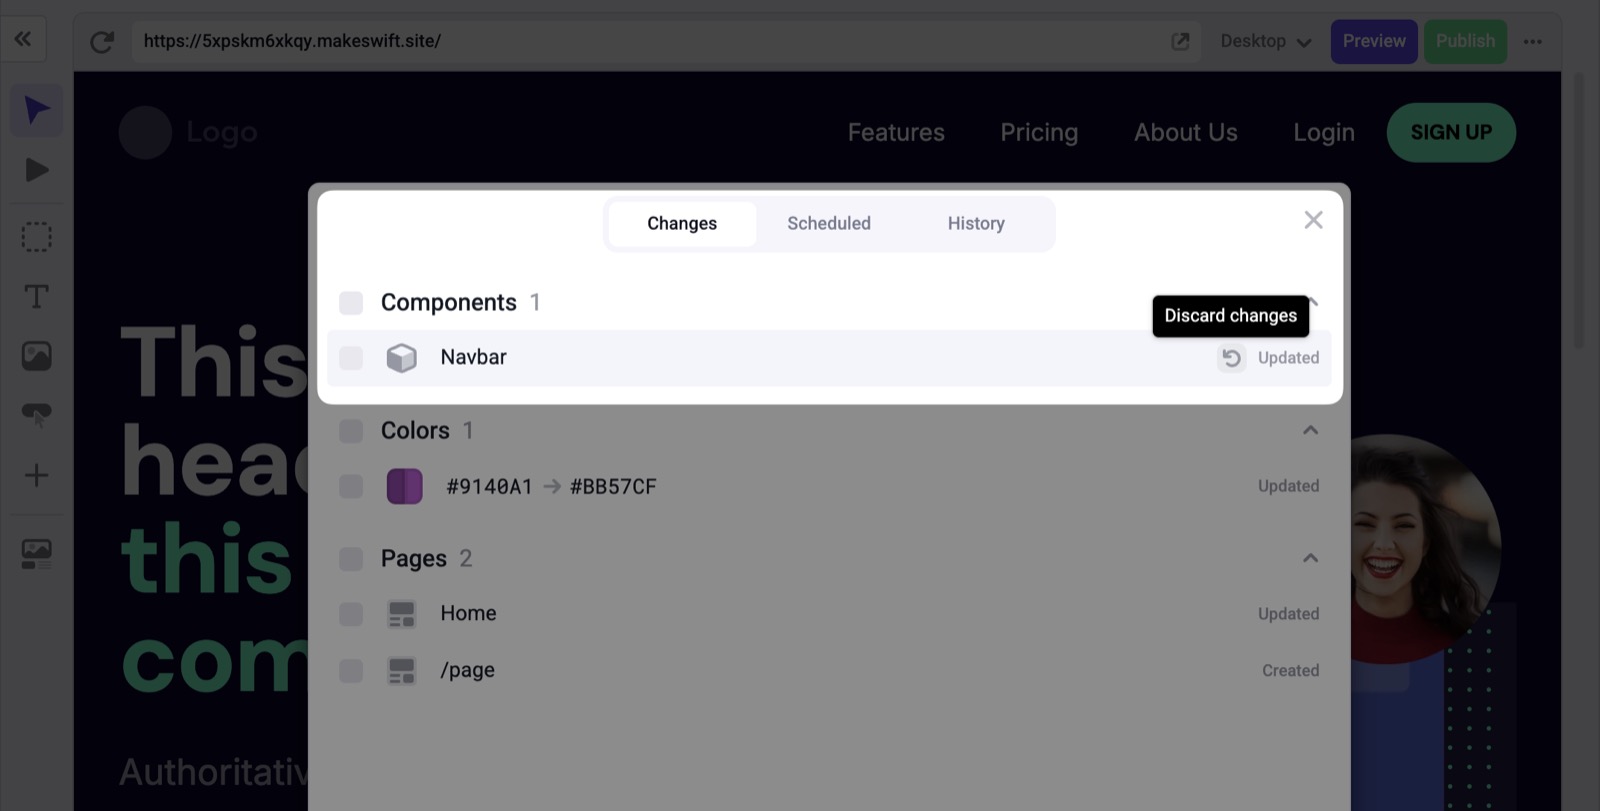 https://5xpskm6xkqy.makeswift.site/
Desktop
Preview
Publish
Logo
Features
Pricing
About Us
Login
SIGN UP
Changes
Scheduled
History
Components 1
Discard changes
Navbar
Updated
Colors 1
#9140A1 → #BB57CF
Updated
Pages 2
Home
Updated
/page
Created
This
head
this
com
Authoritativ